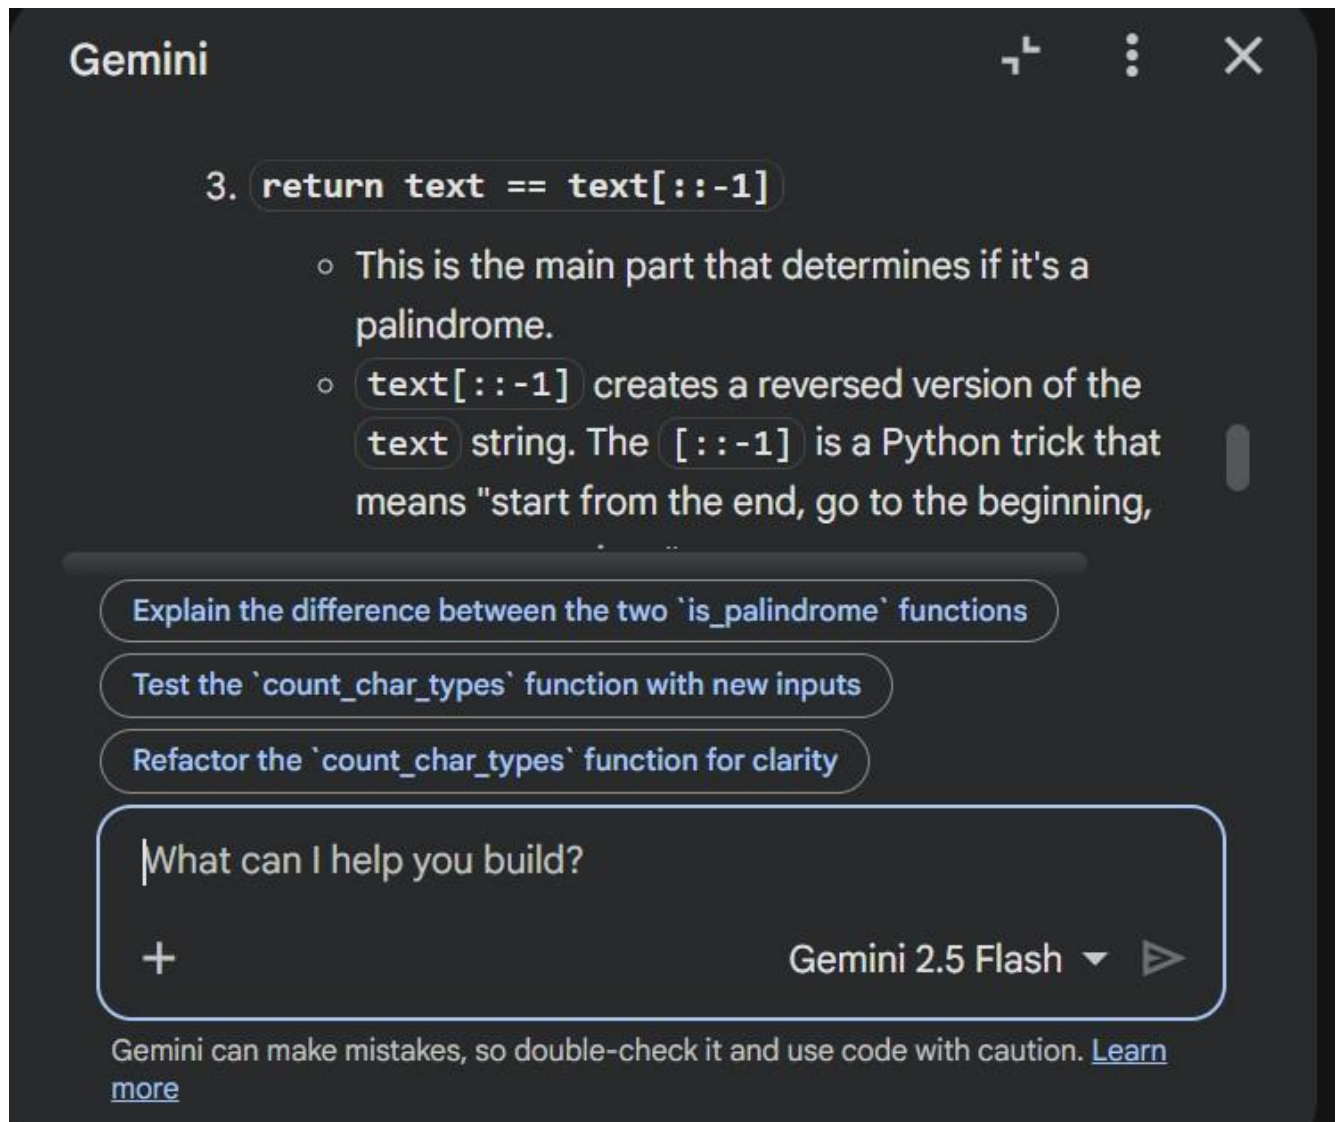 Gemini
3. return text == text[::-1]
This is the main part that determines if it's a
palindrome.
text[::-1] creates a reversed version of the
text string. The [::-1] is a Python trick that
means "start from the end, go to the beginning,
Explain the difference between the two `is_palindrome` functions
Test the `count_char_types` function with new inputs
Refactor the `count_char_types` function for clarity
What can I help you build?
Gemini 2.5 Flash
Gemini can make mistakes, so double-check it and use code with caution. Learn
more